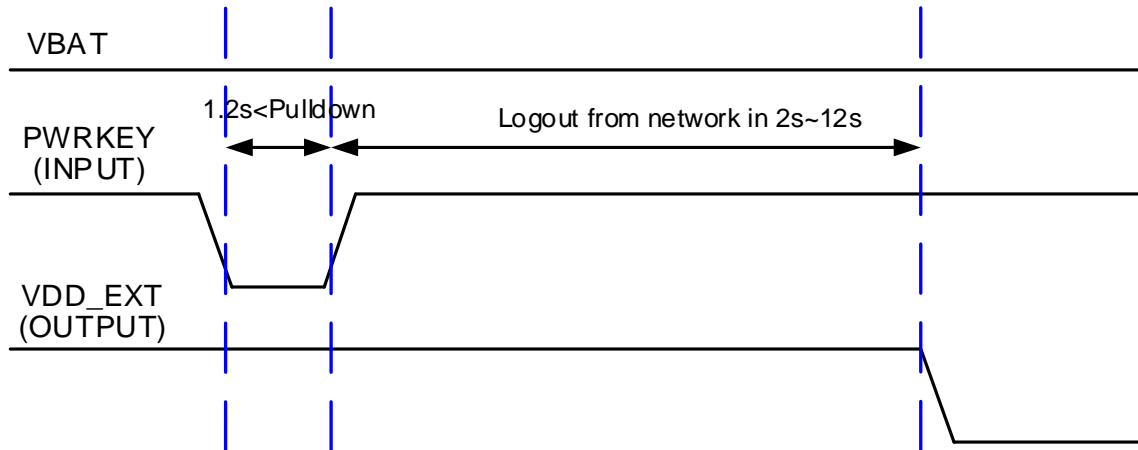 VBAT
1.2s<Pulldown
Logout from network in 2s~12s
PWRKEY
(INPUT)
VDD_EXT
(OUTPUT)